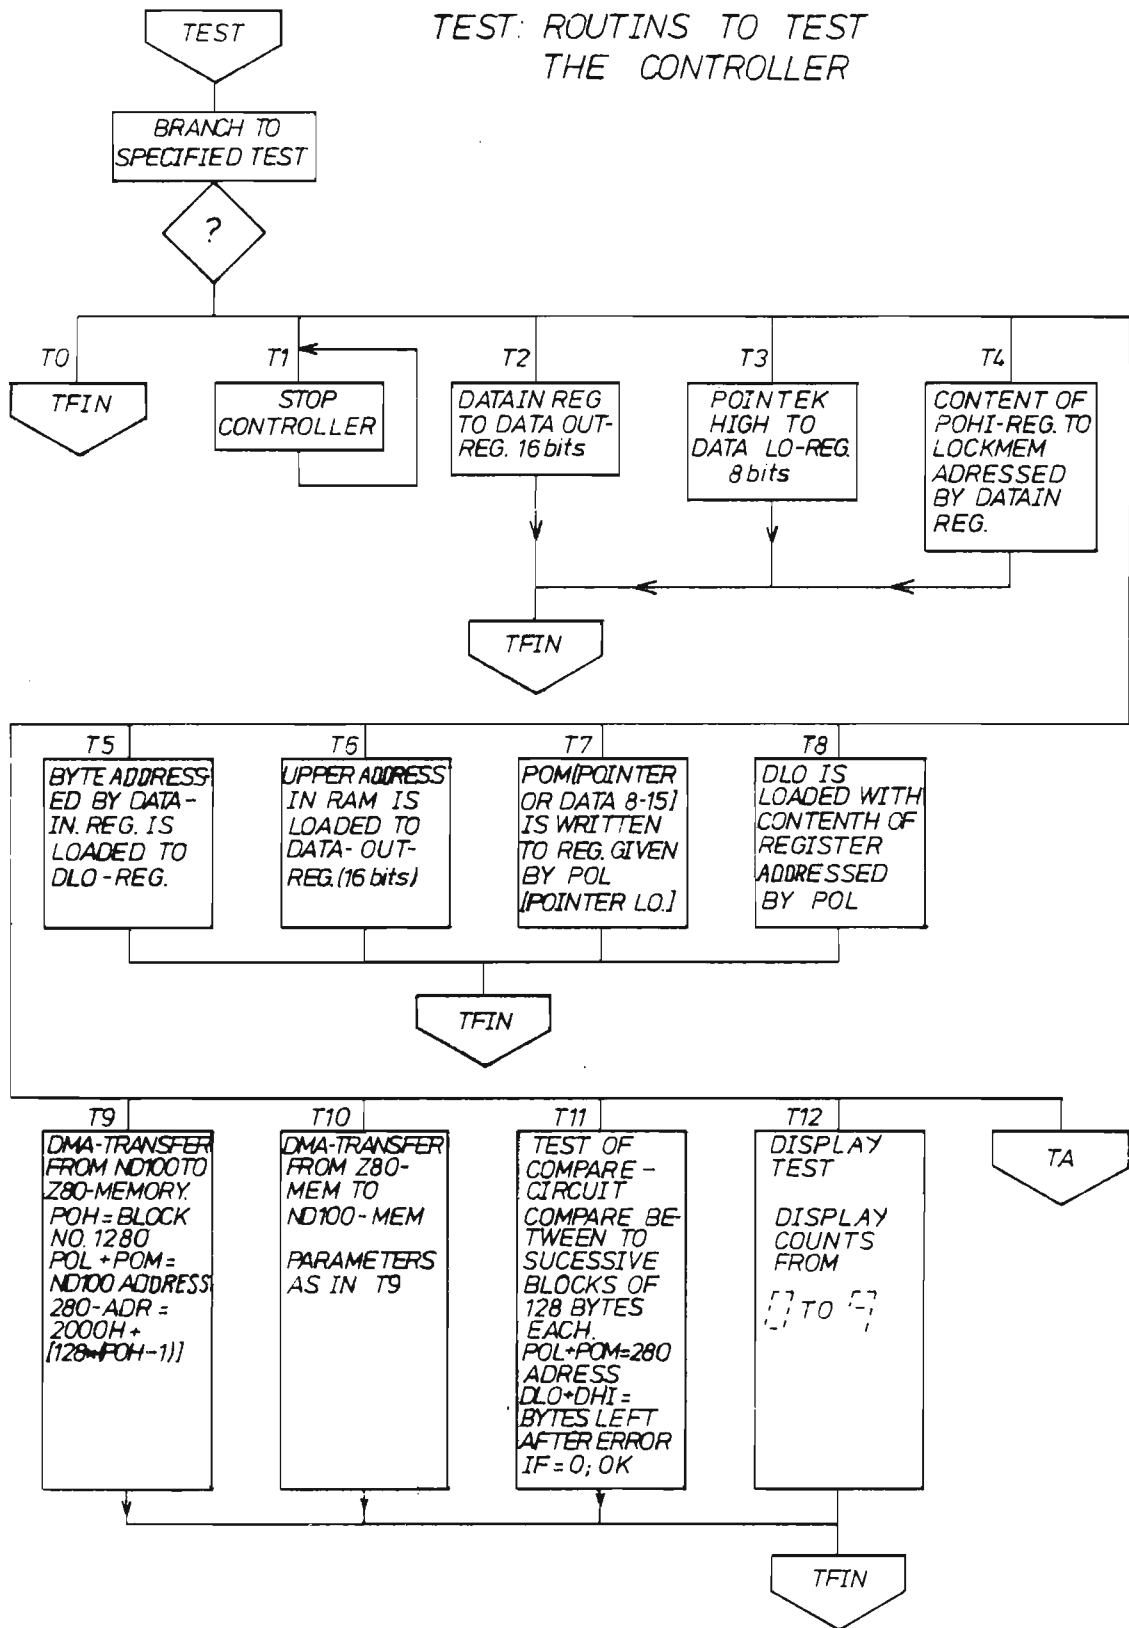 TEST
TEST: ROUTINS TO TEST
THE CONTROLLER
BRANCH TO
SPECIFIED TEST
?
T0
TFIN
T1
STOP
CONTROLLER
T2
DATAIN REG
TO DATA OUT-
REG. 16 bits
T3
POINTEK
HIGH TO
DATA LO-REG.
8 bits
T4
CONTENT OF
POHI-REG. TO
LOCKMEM
ADRESSED
BY DATAIN
REG.
TFIN
T5
BYTE ADDRESS-
ED BY DATA-
IN. REG. IS
LOADED TO
DLO-REG.
T6
UPPER ADDRESS
IN RAM IS
LOADED TO
DATA-OUT-
REG. (16 bits)
T7
POM[POINTER
OR DATA 8-15]
IS WRITTEN
TO REG. GIVEN
BY POL
[POINTER LO.]
T8
DLO IS
LOADED WITH
CONTENTH OF
REGISTER
ADDRESSED
BY POL
TFIN
T9
DMA-TRANSFER
FROM ND100 TO
Z80-MEMORY.
POH = BLOCK
NO. 1280
POL + POM =
ND100 ADDRESS
280-ADR =
2000H +
[128*(POH-1)]
T10
DMA-TRANSFER
FROM Z80-
MEM TO
ND100-MEM
PARAMETERS
AS IN T9
T11
TEST OF
COMPARE-
CIRCUIT
COMPARE BE-
TWEEN TO
SUCESSIVE
BLOCKS OF
128 BYTES
EACH.
POL+POM=280
ADRESS
DLO+DHI=
BYTES LEFT
AFTER ERROR
IF = 0; OK
T12
DISPLAY
TEST
DISPLAY
COUNTS
FROM
0 TO 9
TA
TFIN